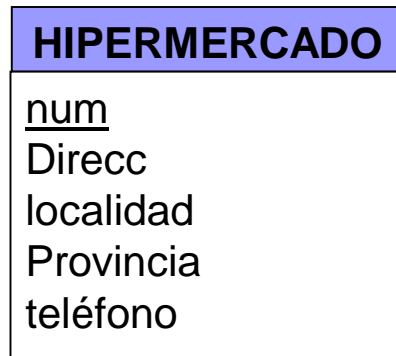 HIPERMERCADO
num
Direcc
localidad
Provincia
teléfono